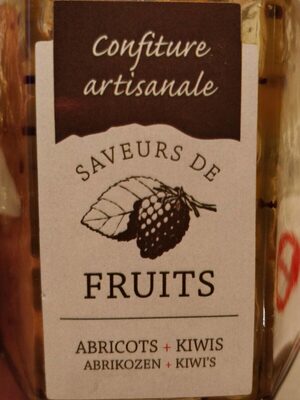 Confiture
artisanale
SAVEURS DE
FRUITS
ABRICOTS + KIWIS
ABRIKOZEN + KIWI'S